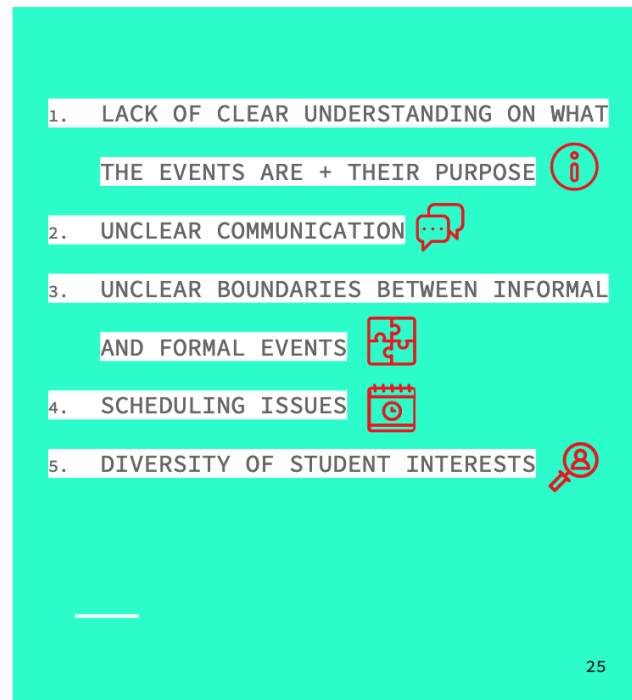 1. LACK OF CLEAR UNDERSTANDING ON WHAT
THE EVENTS ARE + THEIR PURPOSE
2. UNCLEAR COMMUNICATION
3. UNCLEAR BOUNDARIES BETWEEN INFORMAL
AND FORMAL EVENTS
4. SCHEDULING ISSUES
5. DIVERSITY OF STUDENT INTERESTS
25